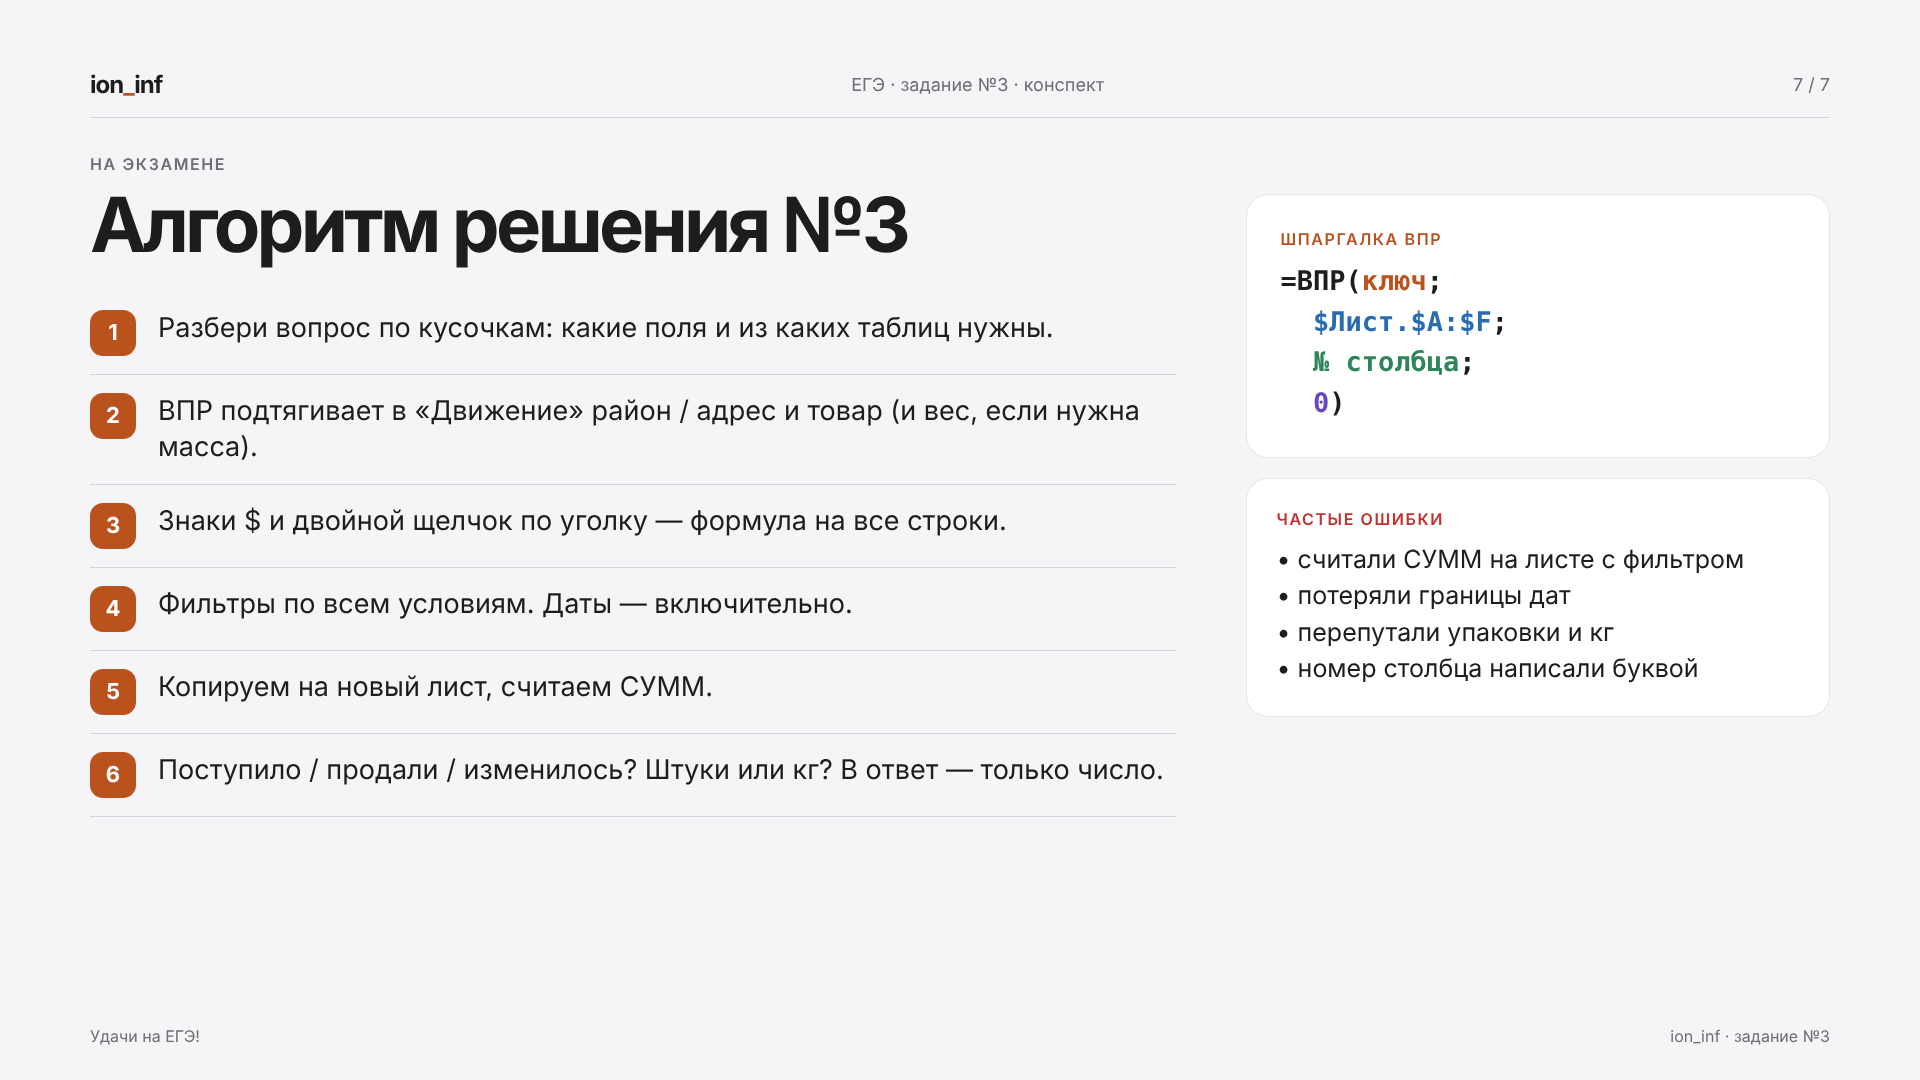 ion_inf
ЕГЭ · задание №3 · конспект
7 / 7
НА ЭКЗАМЕНЕ
Алгоритм решения №3
1 Разбери вопрос по кусочкам: какие поля и из каких таблиц нужны.
2 ВПР подтягивает в «Движение» район / адрес и товар (и вес, если нужна
масса).
3 Знаки $ и двойной щелчок по уголку — формула на все строки.
4 Фильтры по всем условиям. Даты — включительно.
5 Копируем на новый лист, считаем СУММ.
6 Поступило / продали / изменилось? Штуки или кг? В ответ — только число.
ШПАРГАЛКА ВПР
=ВПР(ключ;
$Лист.$A:$F;
№ столбца;
0)
ЧАСТЫЕ ОШИБКИ
• считали СУММ на листе с фильтром
• потеряли границы дат
• перепутали упаковки и кг
• номер столбца написали буквой
Удачи на ЕГЭ!
ion_inf · задание №3